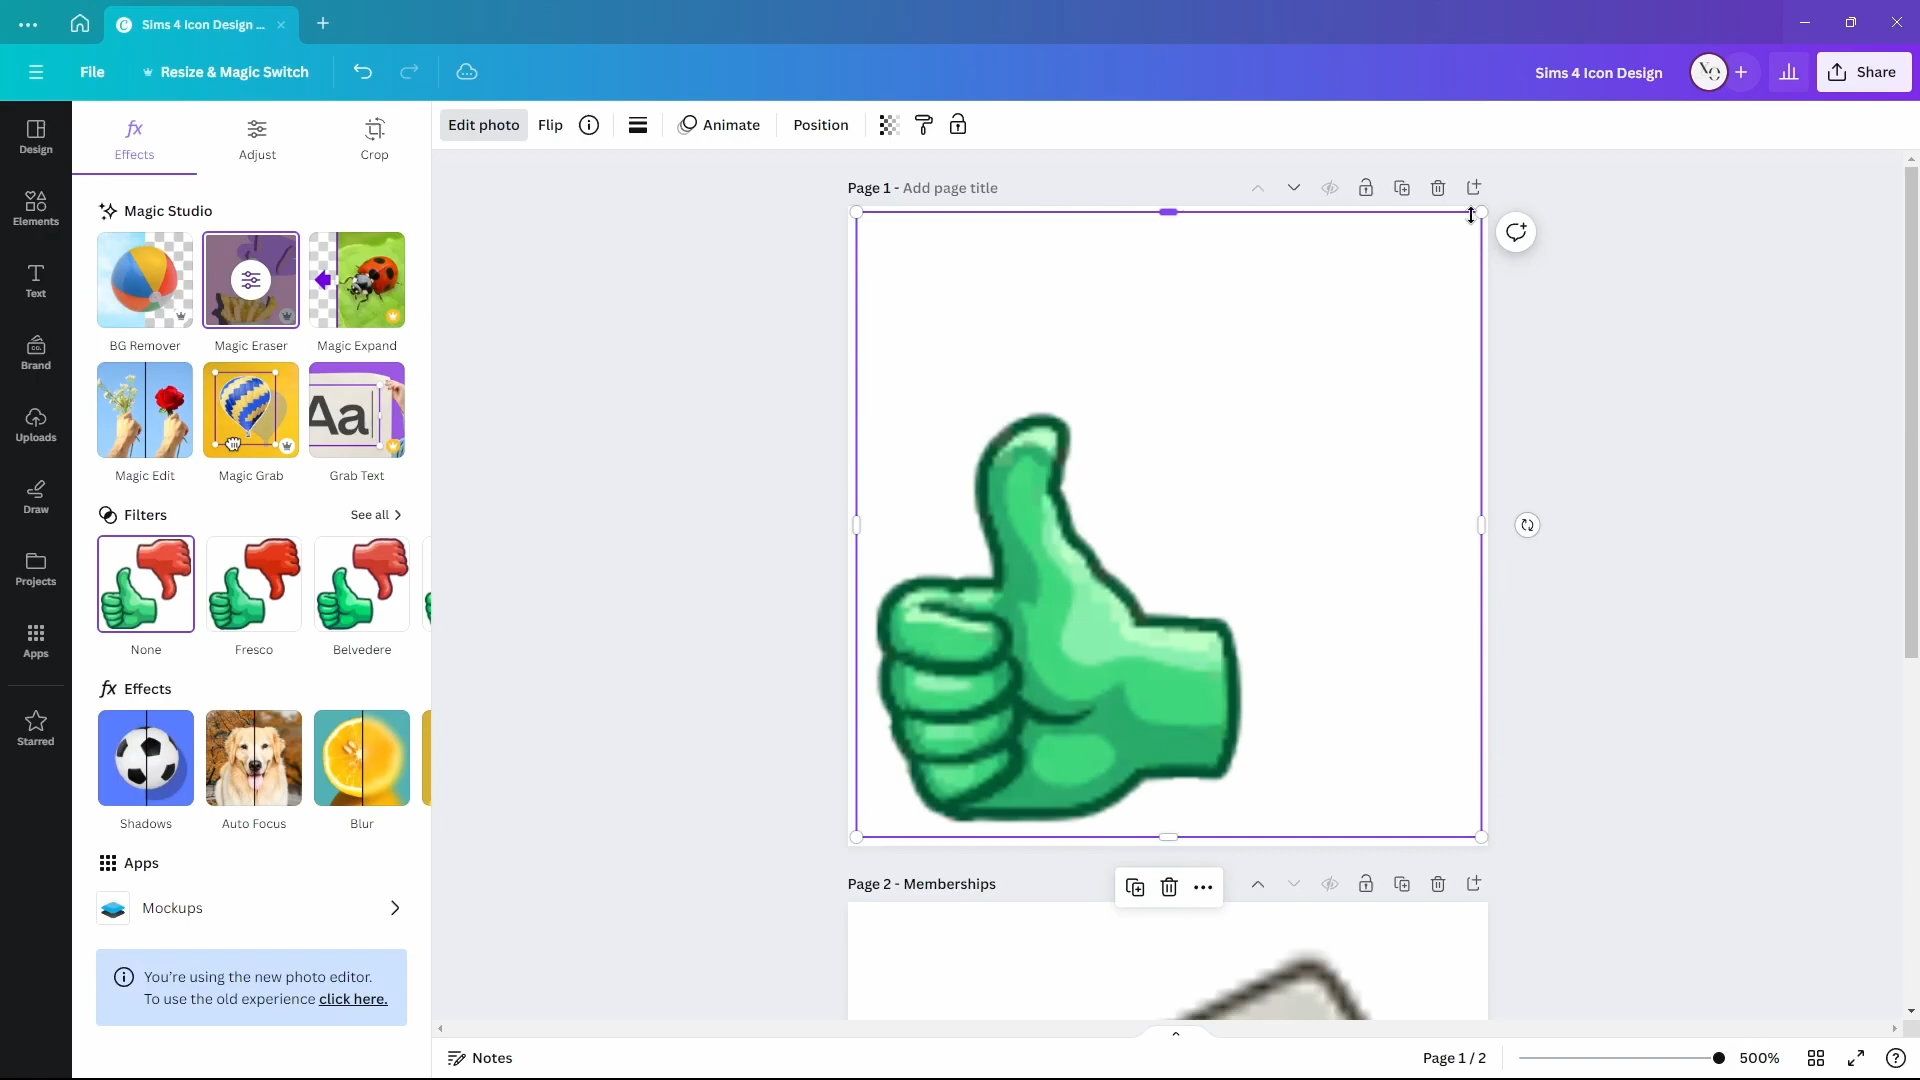 Sims 4 Icon Design ...
File
Resize & Magic Switch
Sims 4 Icon Design
Share
Design
Elements
Text
Brand
Uploads
Draw
Projects
Apps
Starred
Effects
Adjust
Crop
Magic Studio
BG Remover
Magic Eraser
Magic Expand
Aa
Magic Edit
Magic Grab
Grab Text
Filters
See all
None
Fresco
Belvedere
fx Effects
Shadows
Auto Focus
Blur
Apps
Mockups
You're using the new photo editor.
To use the old experience click here.
Edit photo
Flip
Animate
Position
Page 1 - Add page title
Page 2 - Memberships
Notes
Page 1 / 2
500%